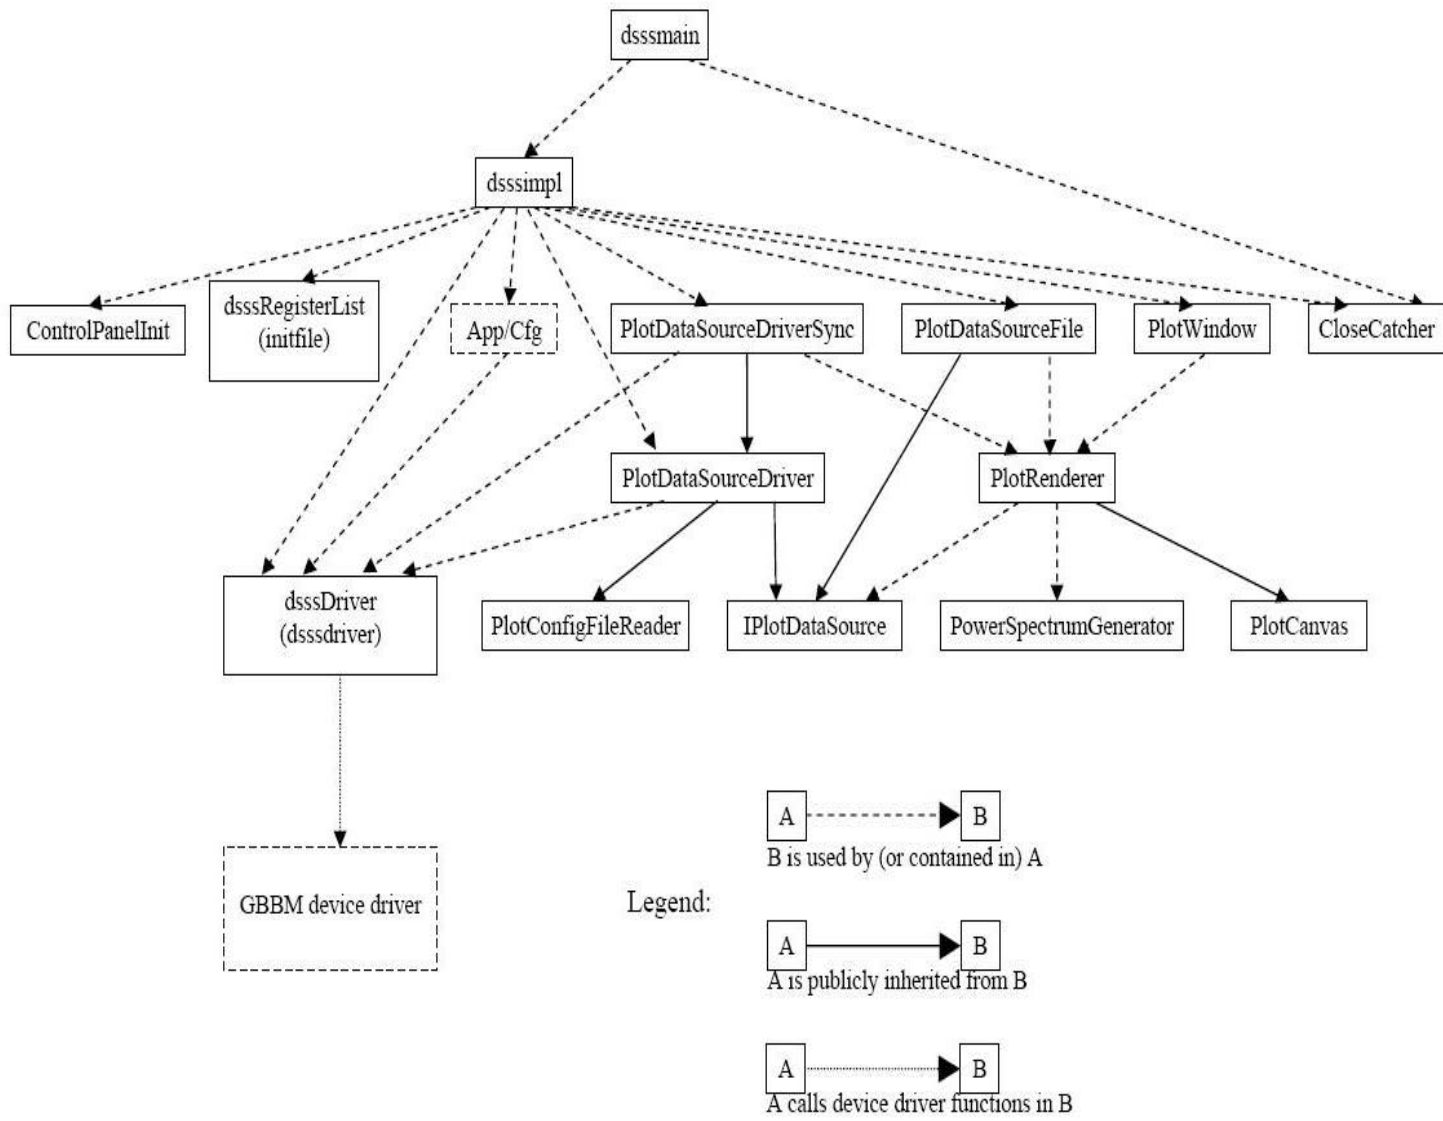 dsssmain
dsssimpl
ControlPanelInit
dsssRegisterList
(initfile)
App/Cfg
PlotDataSourceDriverSync
PlotDataSourceFile
PlotWindow
CloseCatcher
PlotDataSourceDriver
PlotRenderer
dsssDriver
(dsssdriver)
PlotConfigFileReader
IPlotDataSource
PowerSpectrumGenerator
PlotCanvas
GBBM device driver
Legend:
A B
B is used by (or contained in) A
A B
A is publicly inherited from B
A B
A calls device driver functions in B